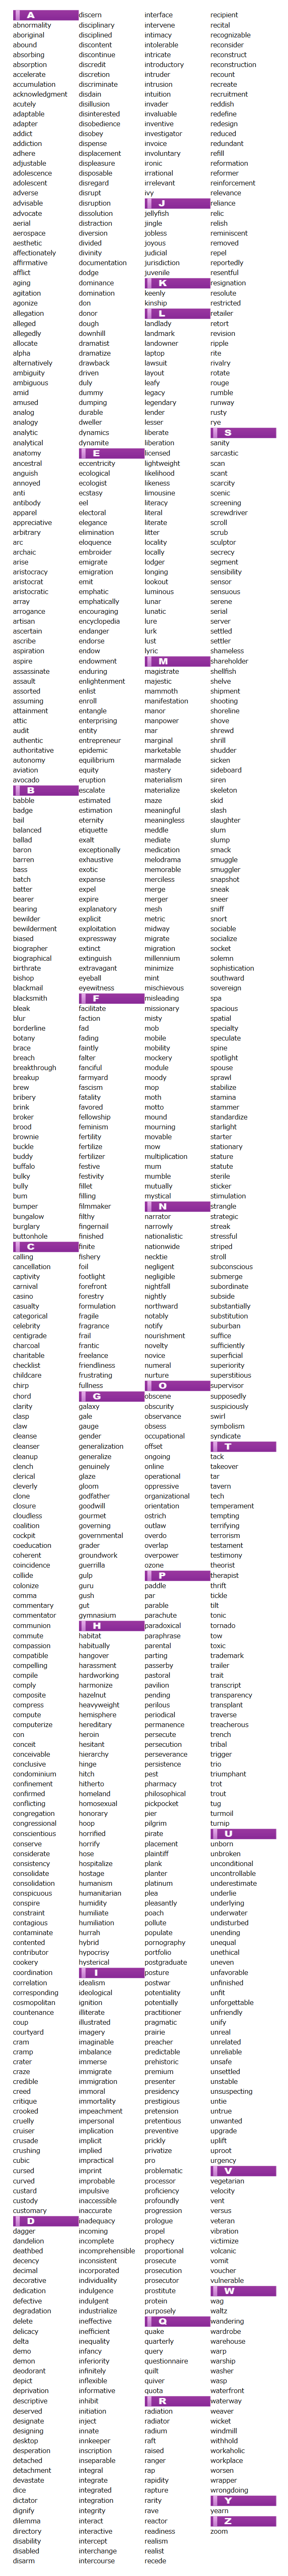 A
abnormality
aboriginal
abound
absorbing
absorption
accelerate
accumulation
acknowledgment
acutely
adaptable
adapter
addict
addiction
adhere
adjustable
adolescence
adolescent
adverse
advisable
advocate
aerial
aerospace
aesthetic
affectionately
affirmative
afflict
aging
agitation
agonize
allegation
alleged
allegedly
allocate
alpha
alternatively
ambiguity
ambiguous
amid
amused
analog
analogy
analytic
analytical
anatomy
ancestral
anguish
annoyed
anti
antibody
apparel
appreciative
arbitrary
arc
archaic
arise
aristocracy
aristocrat
aristocratic
array
arrogance
artisan
ascertain
ascribe
aspiration
aspire
assassinate
assault
assorted
assuming
attainment
attic
audit
authentic
authoritative
autonomy
aviation
avocado
B
babble
badge
bail
balanced
ballad
baron
barren
bass
batch
batter
bearer
bearing
bewilder
bewilderment
biased
biographer
biographical
birthrate
bishop
blackmail
blacksmith
bleak
blur
borderline
botany
brace
breach
breakthrough
breakup
brew
bribery
brink
broker
brood
brownie
buckle
buddy
buffalo
bulky
bully
bum
bumper
bungalow
burglary
buttonhole
C
calling
cancellation
captivity
carnival
casino
casualty
categorical
celebrity
centigrade
charcoal
charitable
checklist
childcare
chirp
chord
clarity
clasp
claw
cleanse
cleanser
cleanup
clench
clerical
cleverly
clone
closure
cloudless
coalition
cockpit
coeducation
coherent
coincidence
collide
colonize
coma
commentary
commentator
communion
commute
compassion
compatible
compelling
compile
comply
composite
compress
compute
computerize
con
conceit
conceivable
conclusive
condominium
confinement
confirmed
conflicting
congregation
congressional
conscientious
conserve
considerate
consistency
consolidate
consolidation
conspicuous
conspire
constraint
contagious
contaminate
contented
contributor
cookery
coordination
correlation
corresponding
cosmopolitan
countenance
coup
courtyard
cram
cramp
crater
craze
credible
creed
critique
crooked
cruelly
cruiser
crusade
crushing
cubic
cursed
curved
custard
custody
customary
D
dagger
dandelion
deathbed
decency
decimal
decorative
dedication
defective
degradation
delete
delicacy
delta
demo
demon
deodorant
depict
deprivation
descriptive
deserved
designate
designing
desktop
desperation
detached
detachment
devastate
dice
dictator
dignify
dilemma
directory
disability
disabled
disarm
discern
disciplinary
disciplined
discontent
discontinue
discredit
discretion
discriminate
disdain
disillusion
disinterested
disobedience
disobey
dispense
displacement
displeasure
disposable
disregard
disrupt
disruption
dissolution
distraction
diversion
divided
divinity
documentation
dodge
dominance
domination
don
donor
dough
downhill
dramatist
dramatize
drawback
driven
duly
dummy
dumping
durable
dweller
dynamics
dynamite
E
eccentricity
ecological
ecologist
ecstasy
eel
electoral
elegance
elimination
eloquence
embroider
emigrate
emigration
emit
emphatic
emphatically
encouraging
encyclopedia
endanger
endorse
endow
endowment
enduring
enlightenment
enlist
enroll
entangle
enterprising
entity
entrepreneur
epidemic
equilibrium
equity
eruption
escalate
estimated
estimation
eternity
etiquette
exalt
exceptionally
exhaustive
exotic
expanse
expel
expire
explanatory
explicit
exploitation
expressway
extinct
extinguish
extravagant
eyeball
eyewitness
F
facilitate
faction
fad
fading
faintly
falter
fanciful
farmyard
fascism
fatality
favored
fellowship
feminism
fertility
fertilize
fertilizer
festive
festivity
fillet
filling
filmmaker
filthy
fingernail
finished
finite
fishery
foil
footlight
forefront
forestry
formulation
fragile
fragrance
frail
frantic
freelance
friendliness
frustrating
fullness
G
galaxy
gale
gauge
gender
generalization
generalize
genuinely
glaze
gloom
godfather
goodwill
gourmet
governing
governmental
grader
groundwork
guerrilla
gulp
guru
gush
gut
gymnasium
H
habitat
habitually
hangover
harassment
hardworking
harmonize
hazelnut
heavyweight
hemisphere
hereditary
heroin
hesitant
hierarchy
hinge
hitch
hitherto
homeland
homosexual
honorary
hoop
horrified
horrify
hose
hospitalize
hostage
humanism
humanitarian
humidity
humiliate
humiliation
hurrah
hybrid
hypocrisy
hysterical
I
idealism
ideological
ignition
illiterate
illustrated
imagery
imaginable
imbalance
immerse
immigrate
immigration
immoral
immortality
impeachment
impersonal
implication
implicit
implied
impractical
imprint
improbable
impulsive
inaccessible
inaccurate
inadequacy
incoming
incomplete
incomprehensible
inconsistent
incorporated
individuality
indulgence
indulgent
industrialize
ineffective
inefficient
inequality
infancy
inferiority
infinitely
inflexible
informative
inhibit
initiation
inject
innate
innkeeper
inscription
inseparable
integral
integrate
integrated
integration
integrity
interact
interactive
intercept
interchange
intercourse
interface
intervene
intimacy
intolerable
intricate
introductory
intruder
intrusion
intuition
invader
invaluable
inventive
investigator
invoice
involuntary
ironic
irrational
irrelevant
ivy
J
jellyfish
jingle
jobless
joyous
judicial
jurisdiction
juvenile
K
keenly
kinship
L
landlady
landmark
landowner
laptop
lawsuit
layout
leafy
legacy
legendary
lender
lesser
liberate
liberation
licensed
lightweight
likelihood
likeness
limousine
literacy
literal
literate
litter
locality
locally
lodger
longing
lookout
luminous
lunar
lunatic
lure
lurk
lust
lyric
M
magistrate
majestic
mammoth
manifestation
manor
manpower
mar
marginal
marketable
marmalade
mastery
materialism
materialize
maze
meaningful
meaningless
meddle
mediate
medication
melodrama
memorable
merciless
merge
merger
mesh
metric
midway
migrate
migration
millennium
minimize
mint
mischievous
misleading
missionary
misty
mob
mobile
mobility
mockery
module
moody
mop
moth
motto
mound
mourning
movable
mow
multiplication
mum
mumble
mutually
mystical
N
narrator
narrowly
nationalistic
nationwide
necktie
negligent
negligible
nightfall
nightly
northward
notably
notify
nourishment
novelty
novice
numeral
nurture
O
obscene
obscurity
observance
obsess
occupational
offset
ongoing
online
operational
oppressive
organizational
orientation
ostrich
outlaw
overdo
overlap
overpower
ozone
P
paddle
par
parable
parachute
paradoxical
paraphrase
parental
parting
passerby
pastoral
pavilion
pending
perilous
periodical
permanence
persecute
persecution
perseverance
persistence
pest
pharmacy
philosophical
pickpocket
pier
pilgrim
pirate
placement
plaintiff
plank
planter
platinum
plea
pleasantly
poach
pollute
populate
pornography
portfolio
postgraduate
posture
postwar
potentiality
potentially
practitioner
pragmatic
prairie
preacher
predictable
prehistoric
premium
presenter
presidency
prestigious
pretension
pretentious
preventive
prickly
privatize
pro
problematic
processor
proficiency
profoundly
progression
prologue
propel
prophecy
proportional
prosecute
prosecution
prosecutor
prostitute
protein
purposely
Q
quake
quarterly
query
questionnaire
quilt
quiver
quota
R
radiation
radiator
radium
raft
raised
ranger
rap
rapidity
rapture
rarity
rave
reactor
readiness
realism
realist
recede
recipient
recital
recognizable
reconsider
reconstruct
reconstruction
recount
recreate
recruitment
reddish
redefine
redesign
reduced
redundant
refill
reformation
reformer
reinforcement
relevance
reliance
relic
relish
reminiscent
removed
repel
reportedly
resentful
resignation
resolute
restricted
retailer
retort
revision
ripple
rite
rivalry
rotate
rouge
rumble
runway
rusty
rye
S
sanity
sarcastic
scan
scant
scarcity
scenic
screening
screwdriver
scroll
scrub
sculptor
secrecy
segment
sensibility
sensor
sensuous
serene
serial
server
settled
settler
shameless
shareholder
shellfish
shelve
shipment
shooting
shoreline
shove
shrewd
shrill
shudder
sicken
sideboard
siren
skeleton
skid
slash
slaughter
slum
slump
smack
smuggle
smuggler
snapshot
sneak
sneer
sniff
snort
sociable
socialize
socket
solemn
sophistication
southward
sovereign
spa
spacious
spatial
specialty
speculate
spine
spotlight
spouse
sprawl
stabilize
stamina
stammer
standardize
starlight
starter
stationary
stature
statute
sterile
sticker
stimulation
strangle
strategic
streak
stressful
striped
stroll
subconscious
submerge
subordinate
subside
substantially
substitution
suburban
suffice
sufficiently
superficial
superiority
superstitious
supervisor
supposedly
suspiciously
swirl
symbolism
syndicate
T
tack
takeover
tar
tavern
tech
temperament
tempting
terrifying
terrorism
testament
testimony
theorist
therapist
thrift
tickle
tilt
tonic
tornado
tow
toxic
trademark
trailer
trait
transcript
transparency
transplant
traverse
treacherous
trench
tribal
trigger
trio
triumphant
trot
trout
tug
turmoil
turnip
U
unborn
unbroken
unconditional
uncontrollable
underestimate
underlie
underlying
underwater
undisturbed
unending
unequal
unethical
uneven
unfavorable
unfinished
unfit
unforgettable
unfriendly
unify
unreal
unrelated
unreliable
unsafe
unsettled
unstable
unsuspecting
untie
untrue
unwanted
upgrade
uplift
uproot
urgency
V
vegetarian
velocity
vent
versus
veteran
vibration
victimize
volcanic
vomit
voucher
vulnerable
W
wag
waltz
wandering
wardrobe
warehouse
warp
warship
washer
wasp
waterfront
waterway
weaver
wicket
windmill
withhold
workaholic
workplace
worsen
wrapper
wrongdoing
Y
yearn
Z
zoom